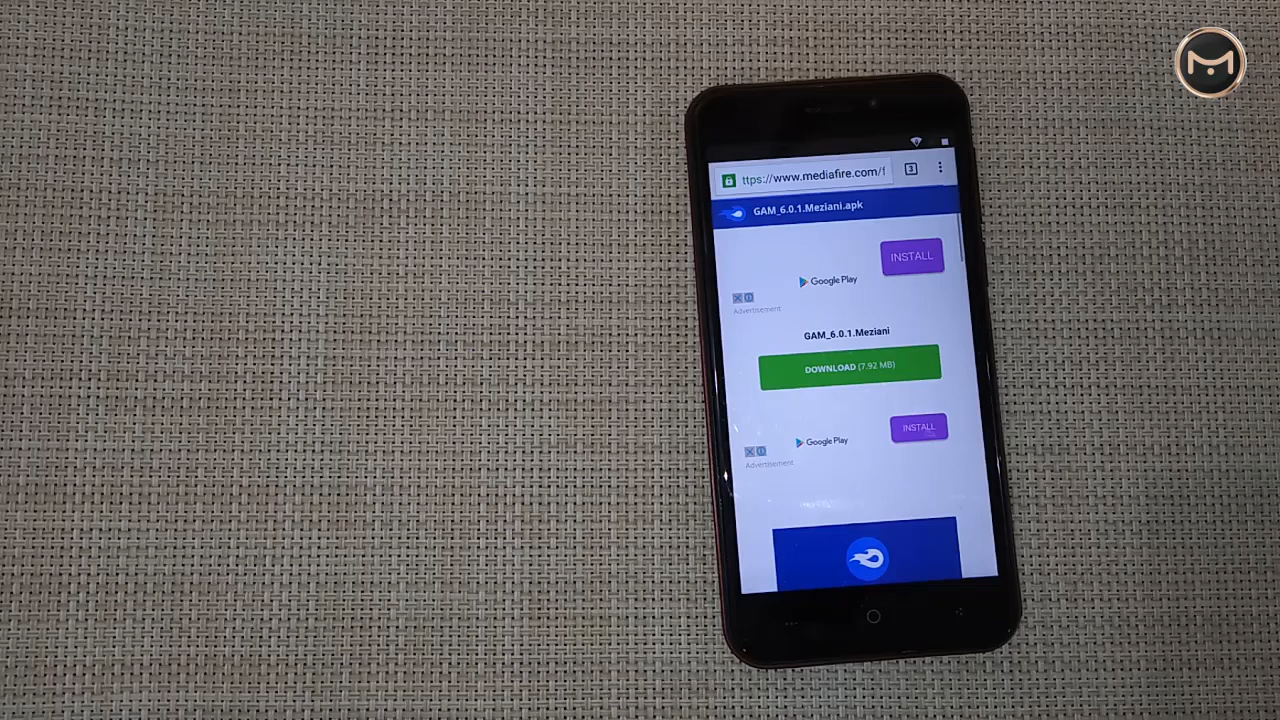 ttps://www.mediafire.com/f
3
GAM_6.0.1.Meziani.apk
INSTALL
Google Play
Advertisement
GAM_6.0.1.Meziani
DOWNLOAD (7.92 MB)
INSTALL
Google Play
Advertisement